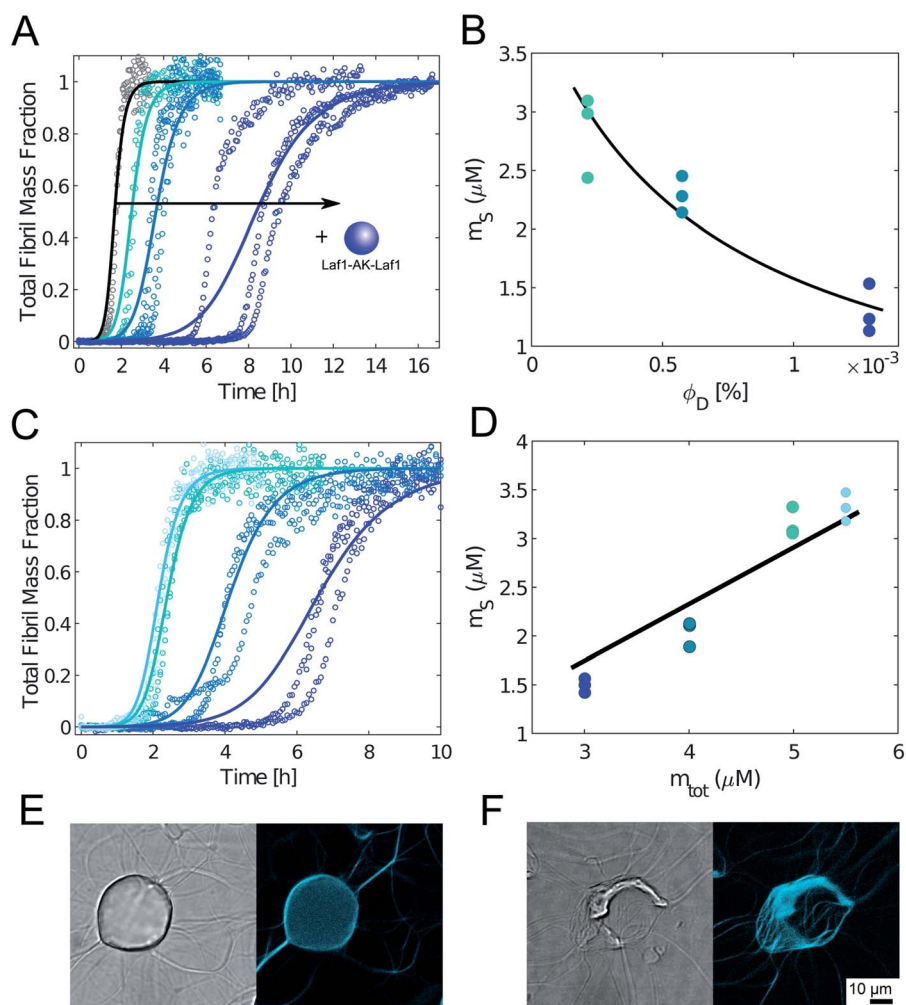 A
Total Fibril Mass Fraction
1
0.8
0.6
0.4
0.2
0
0 2 4 6 8 10 12 14 16
Time [h]
+
Laf1-AK-Laf1
B
m_S (μM)
3.5
3
2.5
2
1.5
1
0 0.5 1
×10⁻³
ϕ_D [%]
C
Total Fibril Mass Fraction
1
0.8
0.6
0.4
0.2
0
0 2 4 6 8 10
Time [h]
D
m_S (μM)
4
3.5
3
2.5
2
1.5
1
3 4 5 6
m_tot (μM)
E
F
10 μm